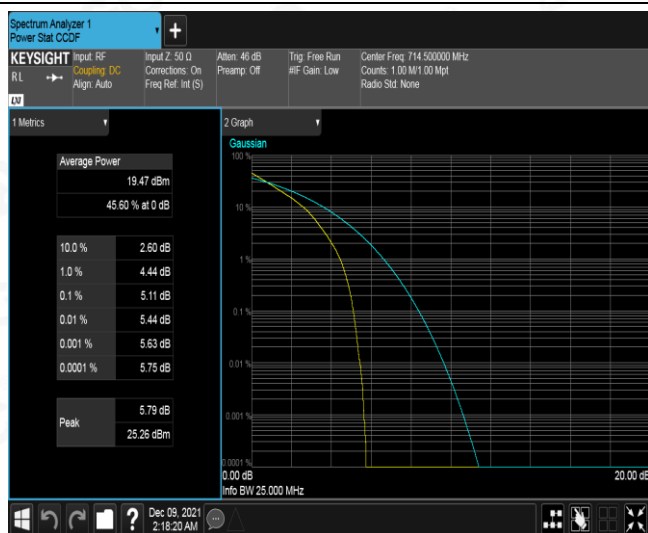 Spectrum Analyzer 1
Power Stat CCDF
+
KEYSIGHT
RL
LXI
Input: RF
Coupling: DC
Align: Auto
Input Z: 50 Ω
Corrections: On
Freq Ref: Int (S)
Atten: 46 dB
Preamp: Off
Trig: Free Run
#IF Gain: Low
Center Freq: 714.500000 MHz
Counts: 1.00 M/1.00 Mpt
Radio Std: None
1 Metrics
Average Power
19.47 dBm
45.60 % at 0 dB
10.0 % 2.60 dB
1.0 % 4.44 dB
0.1 % 5.11 dB
0.01 % 5.44 dB
0.001 % 5.63 dB
0.0001 % 5.75 dB
Peak
5.79 dB
25.26 dBm
2 Graph
Gaussian
100 %
10 %
1 %
0.1 %
0.01 %
0.001 %
0.0001 %
0.00 dB 20.00 dB
Info BW 25.000 MHz
?
Dec 09, 2021
2:18:20 AM